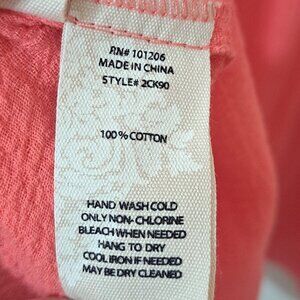 RN# 101206
MADE IN CHINA
STYLE# 2CK90
100% COTTON
HAND WASH COLD
ONLY NON-CHLORINE
BLEACH WHEN NEEDED
HANG TO DRY
COOL IRON IF NEEDED
MAY BE DRY CLEANED